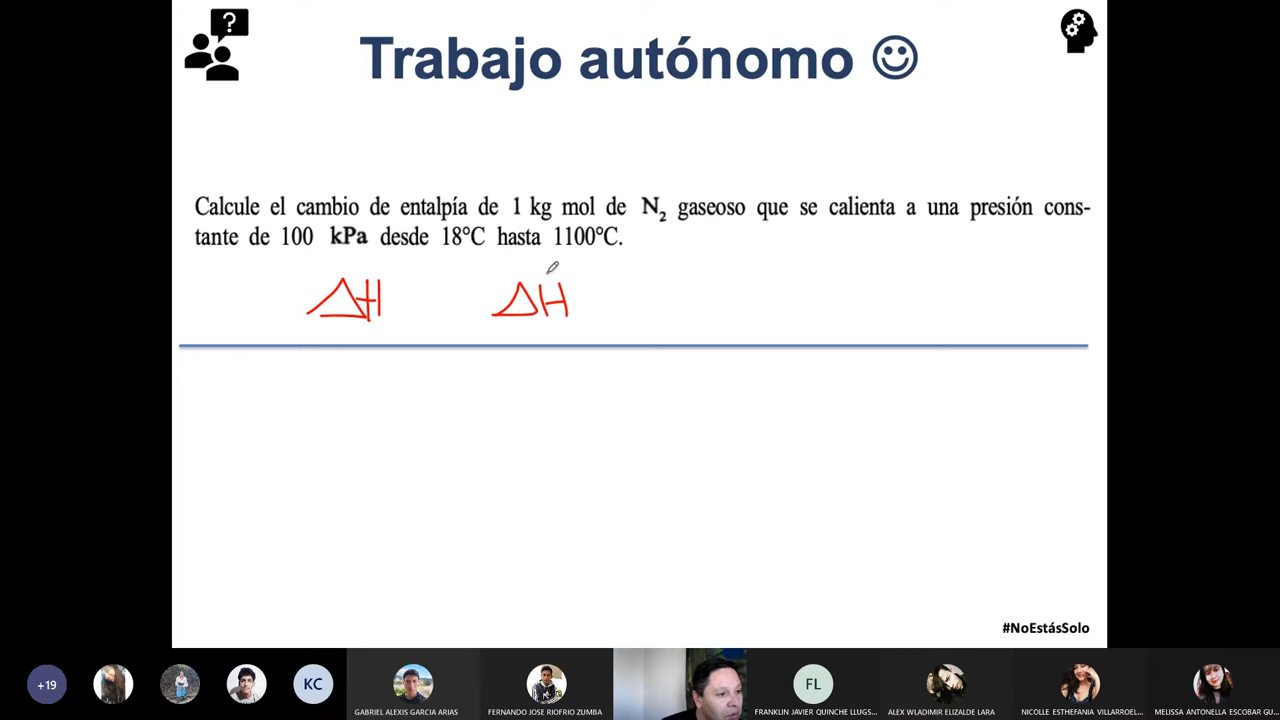 ?
Trabajo autónomo ☺
Calcule el cambio de entalpía de 1 kg mol de N₂ gaseoso que se calienta a una presión cons-
tante de 100 kPa desde 18°C hasta 1100°C.
ΔH ΔH
#NoEstásSolo
+19 KC GABRIEL ALEXIS GARCIA ARIAS FERNANDO JOSE RIOFRIO ZUMBA FL FRANKLIN JAVIER QUINCHE LLUGS... ALEX WLADIMIR ELIZALDE LARA NICOLLE ESTHEFANIA VILLARROEL... MELISSA ANTONELLA ESCOBAR GU...